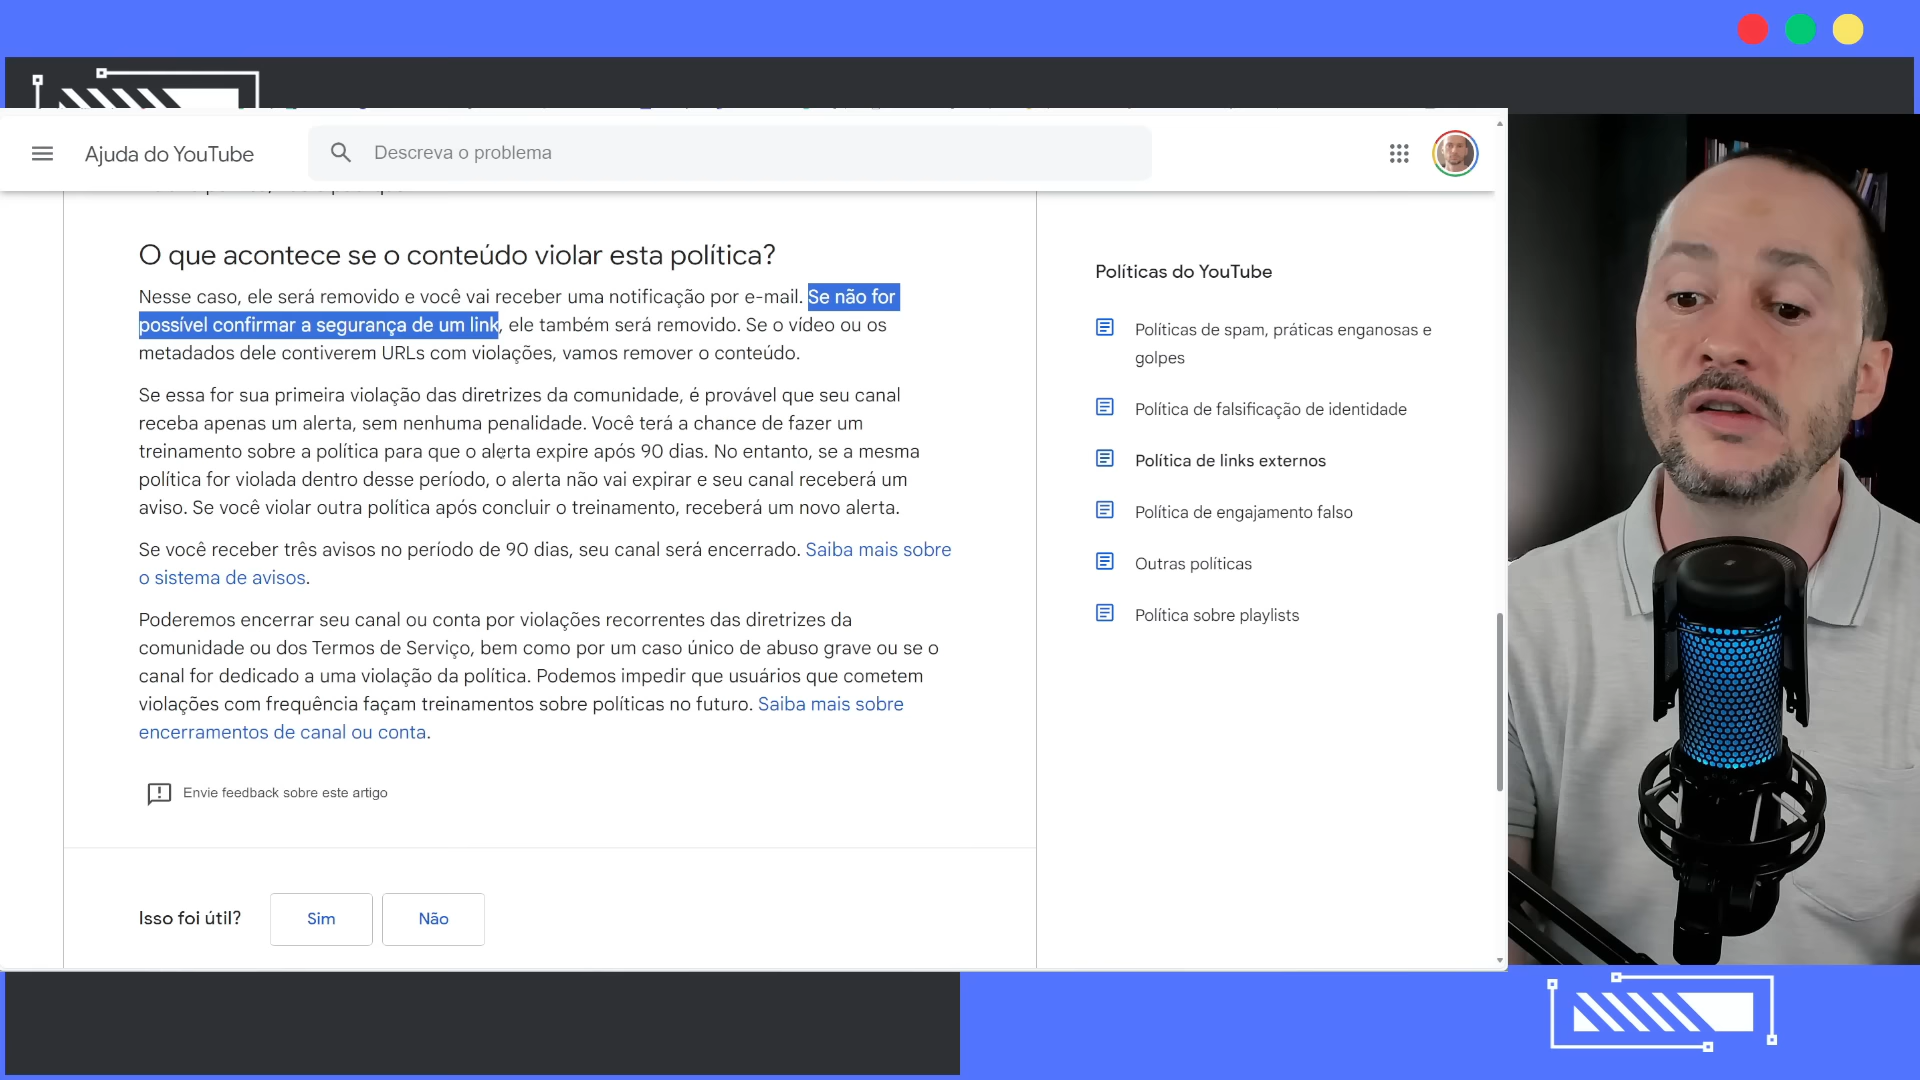 Ajuda do YouTube
Descreva o problema
O que acontece se o conteúdo violar esta política?
Nesse caso, ele será removido e você vai receber uma notificação por e-mail. Se não for
possível confirmar a segurança de um link, ele também será removido. Se o vídeo ou os
metadados dele contiverem URLs com violações, vamos remover o conteúdo.
Se essa for sua primeira violação das diretrizes da comunidade, é provável que seu canal
receba apenas um alerta, sem nenhuma penalidade. Você terá a chance de fazer um
treinamento sobre a política para que o alerta expire após 90 dias. No entanto, se a mesma
política for violada dentro desse período, o alerta não vai expirar e seu canal receberá um
aviso. Se você violar outra política após concluir o treinamento, receberá um novo alerta.
Se você receber três avisos no período de 90 dias, seu canal será encerrado. Saiba mais sobre
o sistema de avisos.
Poderemos encerrar seu canal ou conta por violações recorrentes das diretrizes da
comunidade ou dos Termos de Serviço, bem como por um caso único de abuso grave ou se o
canal for dedicado a uma violação da política. Podemos impedir que usuários que cometem
violações com frequência façam treinamentos sobre políticas no futuro. Saiba mais sobre
encerramentos de canal ou conta.
Envie feedback sobre este artigo
Isso foi útil?
Sim
Não
Políticas do YouTube
Políticas de spam, práticas enganosas e
golpes
Política de falsificação de identidade
Política de links externos
Política de engajamento falso
Outras políticas
Política sobre playlists